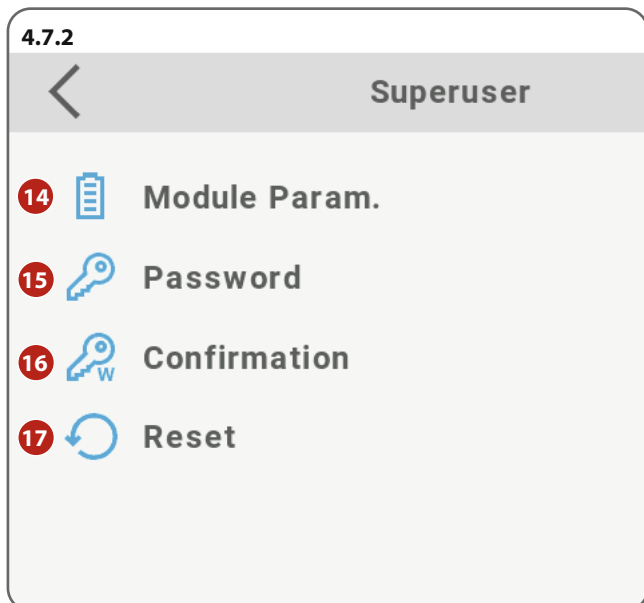 4.7.2
Superuser
14 Module Param.
15 Password
16 W Confirmation
17 Reset